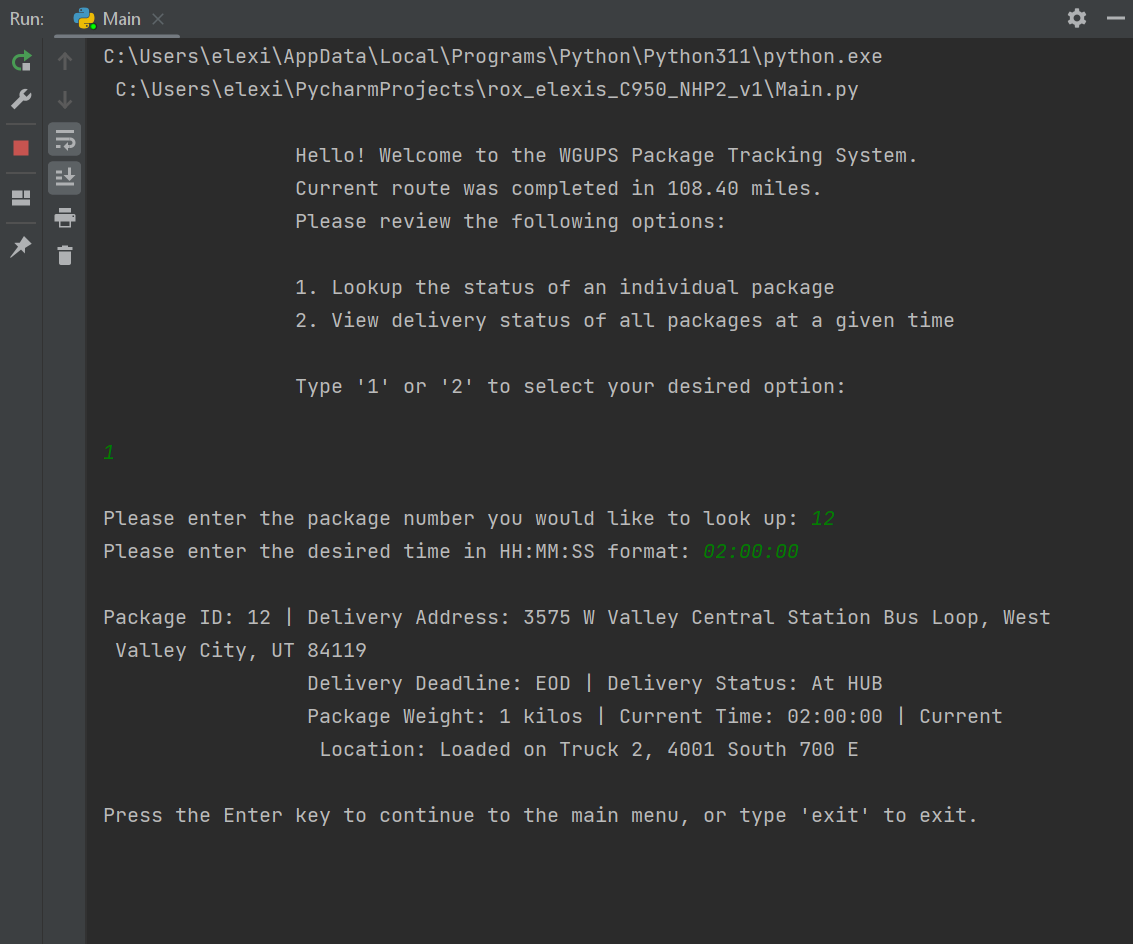 Run: Main
C:\Users\elexi\AppData\Local\Programs\Python\Python311\python.exe
C:\Users\elexi\PycharmProjects\rox_elexis_C950_NHP2_v1\Main.py
Hello! Welcome to the WGUPS Package Tracking System.
Current route was completed in 108.40 miles.
Please review the following options:
1. Lookup the status of an individual package
2. View delivery status of all packages at a given time
Type '1' or '2' to select your desired option:
1
Please enter the package number you would like to look up: 12
Please enter the desired time in HH:MM:SS format: 02:00:00
Package ID: 12 | Delivery Address: 3575 W Valley Central Station Bus Loop, West
Valley City, UT 84119
Delivery Deadline: EOD | Delivery Status: At HUB
Package Weight: 1 kilos | Current Time: 02:00:00 | Current
Location: Loaded on Truck 2, 4001 South 700 E
Press the Enter key to continue to the main menu, or type 'exit' to exit.